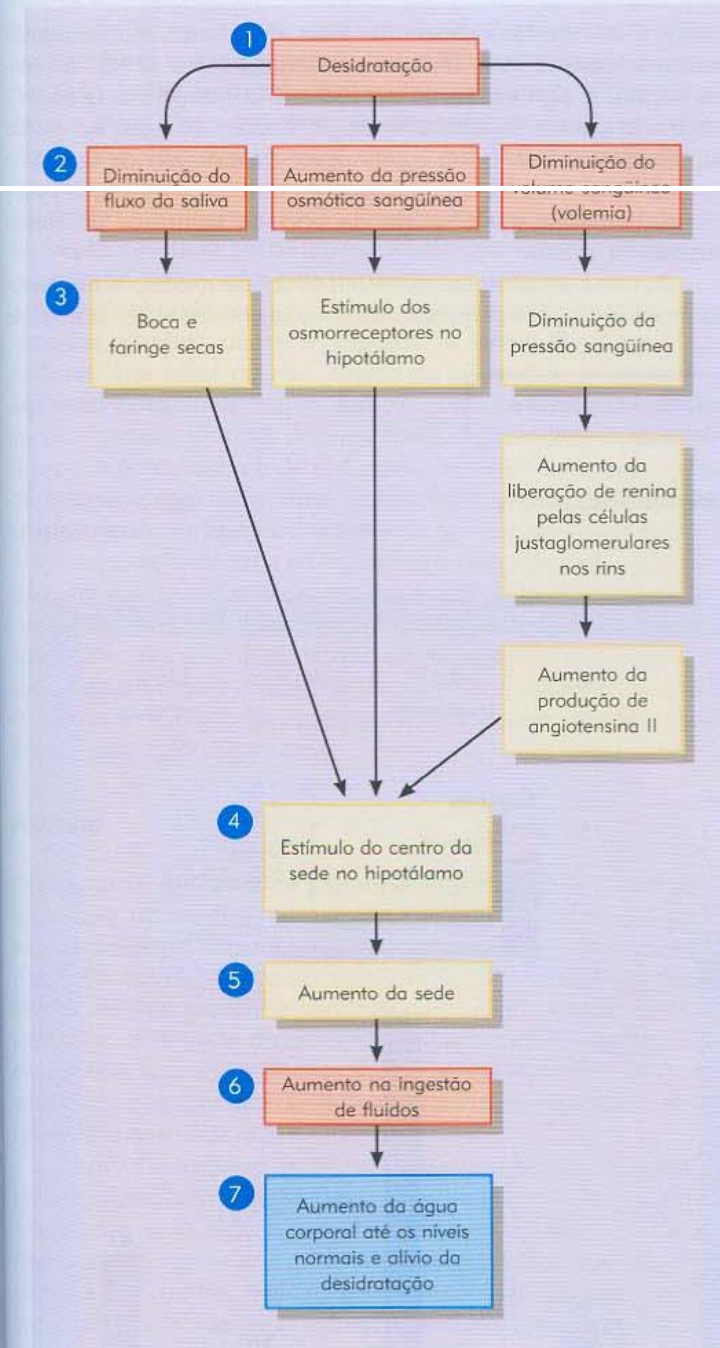 1
Desidratação
2
Diminuição do
fluxo da saliva
Aumento da pressão
osmótica sangüínea
Diminuição do
volume sangüíneo
(volemia)
3
Boca e
faringe secas
Estímulo dos
osmorreceptores no
hipotálamo
Diminuição da
pressão sangüínea
Aumento da
liberação de renina
pelas células
justaglomerulares
nos rins
Aumento da
produção de
angiotensina II
4
Estímulo do centro da
sede no hipotálamo
5
Aumento da sede
6
Aumento na ingestão
de fluidos
7
Aumento da água
corporal até os níveis
normais e alívio da
desidratação